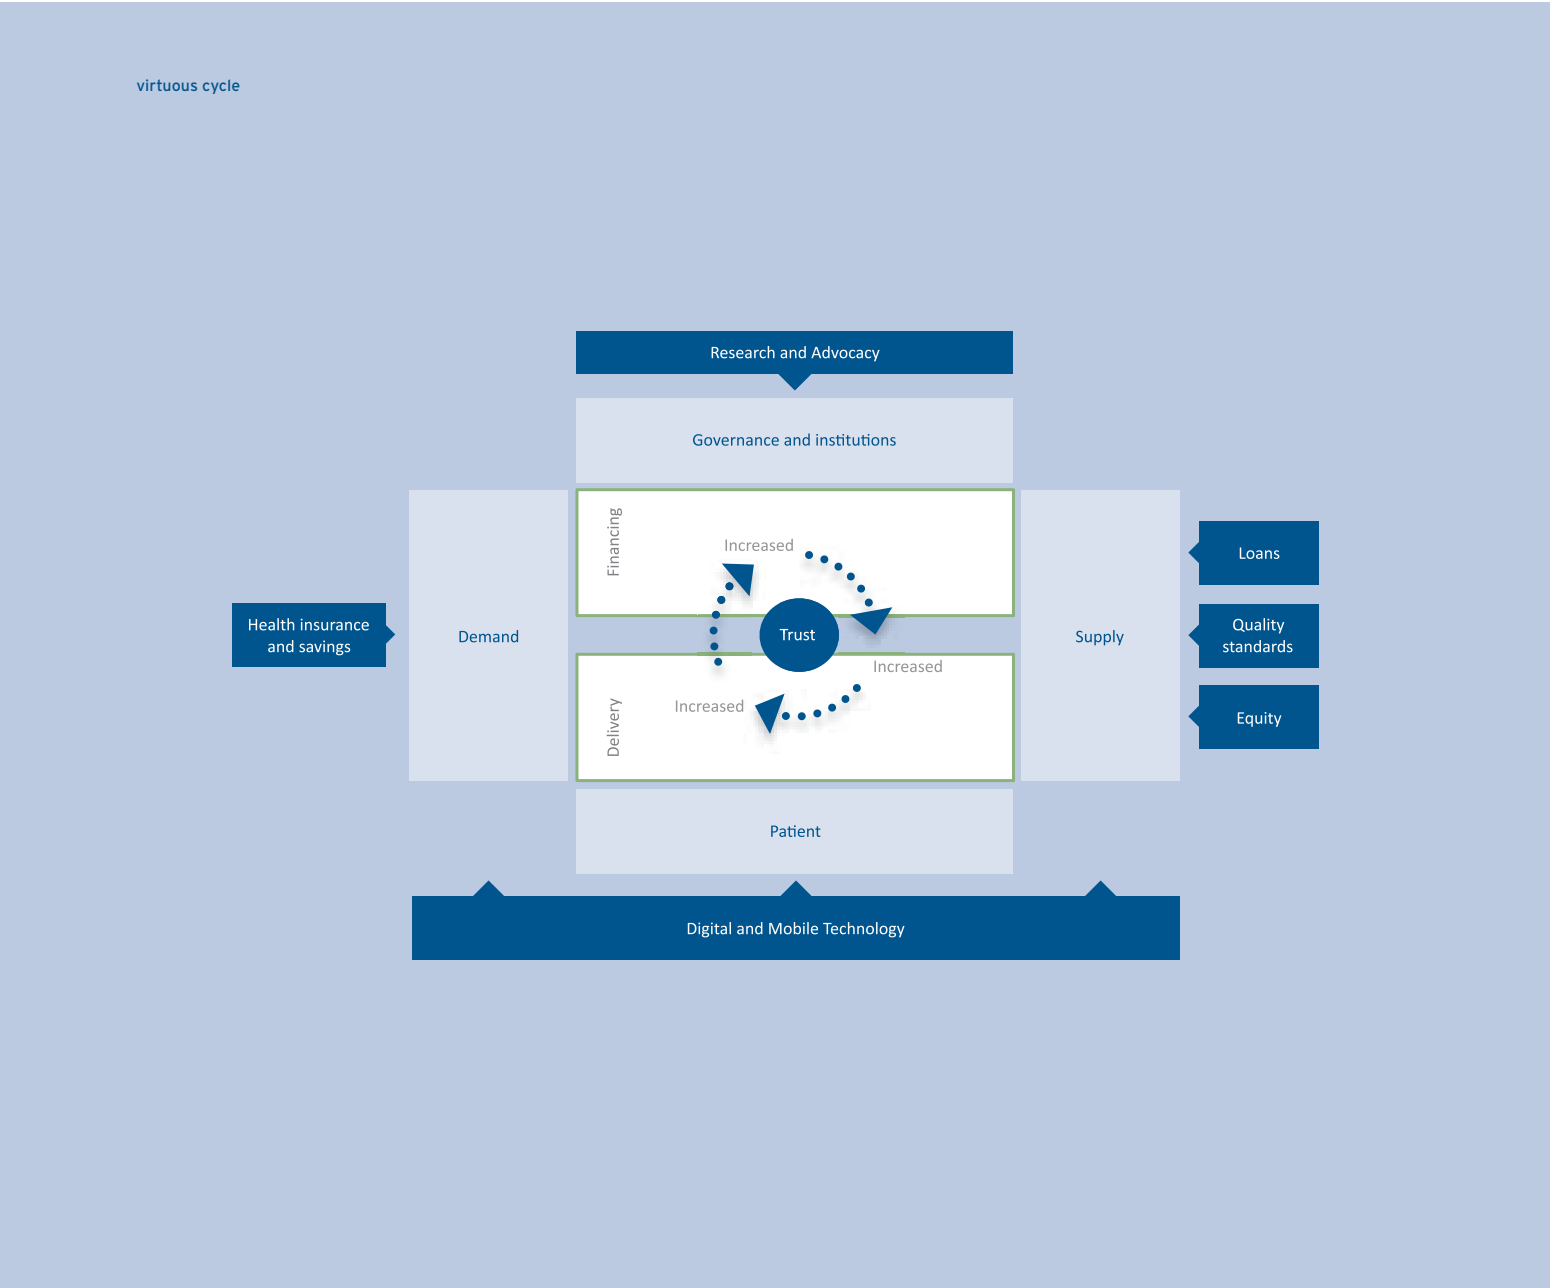 virtuous cycle
Research and Advocacy
Governance and institutions
Financing
Increased
Loans
Health insurance
and savings
Demand
Trust
Supply
Quality
standards
Increased
Increased
Delivery
Equity
Patient
Digital and Mobile Technology